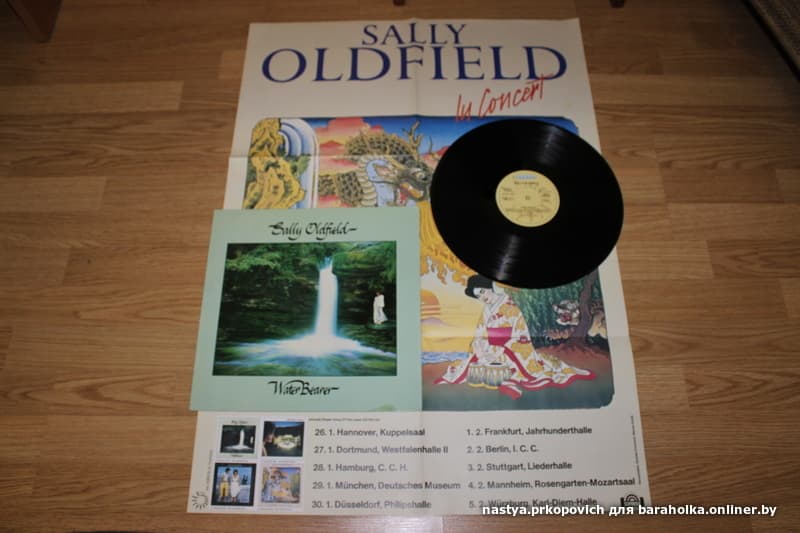 SALLY
OLDFIELD
In Concert
Sally Oldfield
WaterBearer
26. 1. Hannover, Kuppelsaal
27. 1. Dortmund, Westfalenhalle II
28. 1. Hamburg, C. C. H.
29. 1. München, Deutsches Museum
30. 1. Düsseldorf, Philipshalle
1. 2. Frankfurt, Jahrhunderthalle
2. 2. Berlin, I. C. C.
3. 2. Stuttgart, Liederhalle
4. 2. Mannheim, Rosengarten-Mozartsaal
5. 2. Würzburg, Karl-Diem-Halle
nastya.prkopovich для baraholka.onliner.by